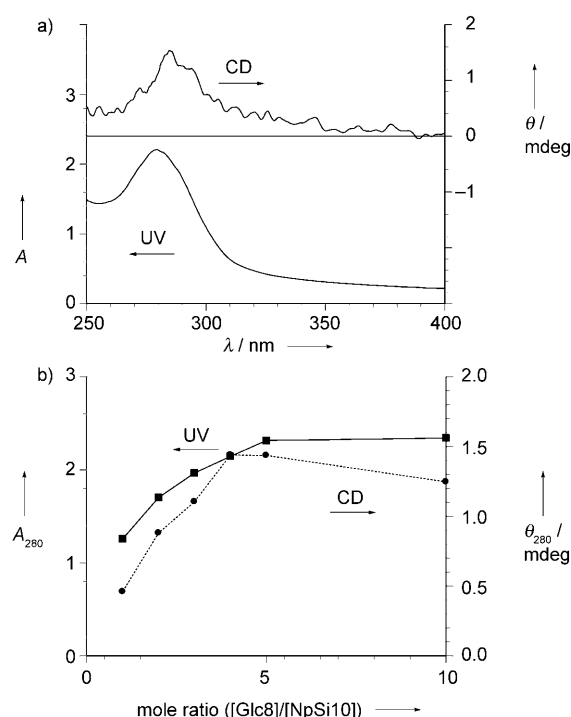 a)
2
CD
3
1
θ /
mdeg
0
2
−1
A
UV
1
0
250
300
350
400
λ / nm
b)
3
2.0
UV
1.5
2
CD
A280
1.0
θ280 /
mdeg
1
0.5
0
0.0
0
5
10
mole ratio ([Glc8]/[NpSi10])